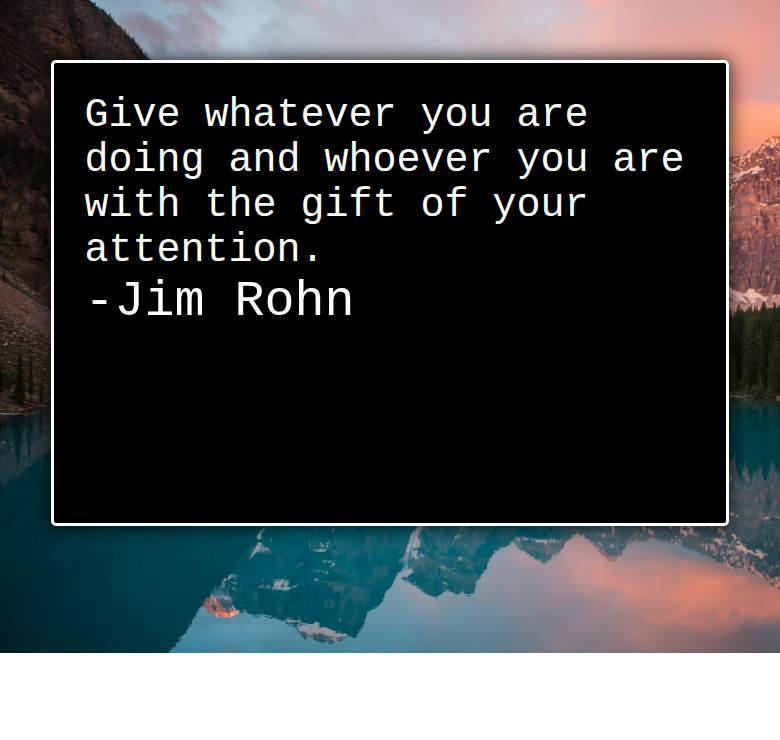 Give whatever you are
doing and whoever you are
with the gift of your
attention.
-Jim Rohn